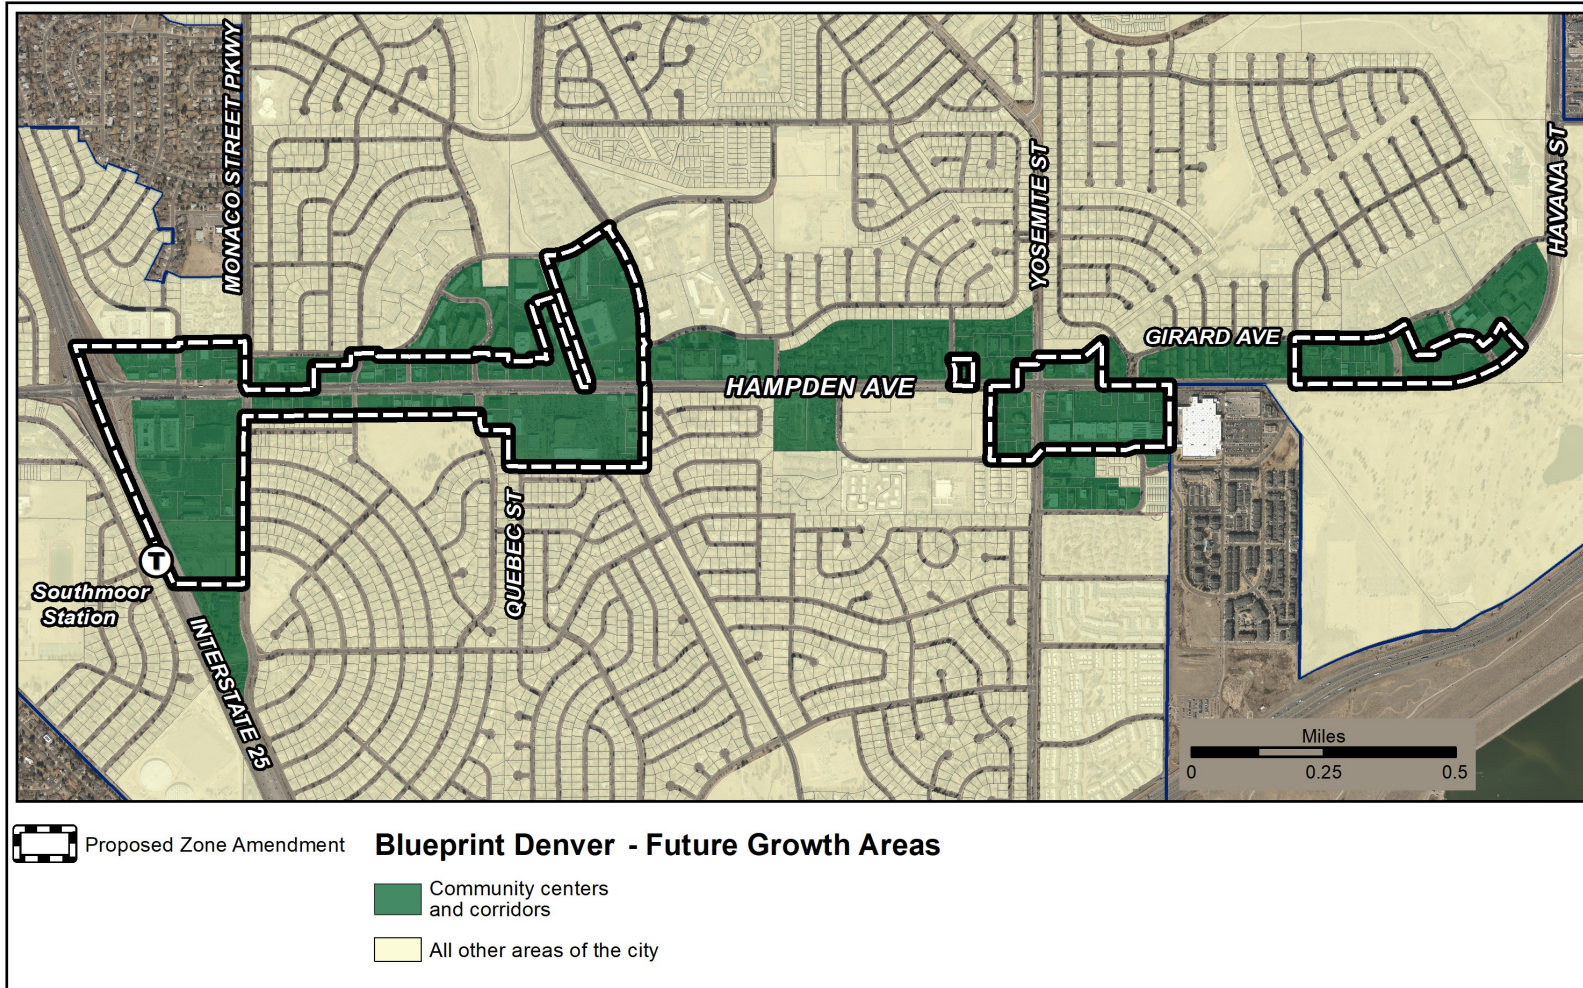 MONACO STREET PKWY
YOSEMITE ST
HAVANA ST
GIRARD AVE
HAMPDEN AVE
QUEBEC ST
T
Southmoor
Station
INTERSTATE 25
Miles
0 0.25 0.5
Proposed Zone Amendment
Blueprint Denver - Future Growth Areas
Community centers
and corridors
All other areas of the city